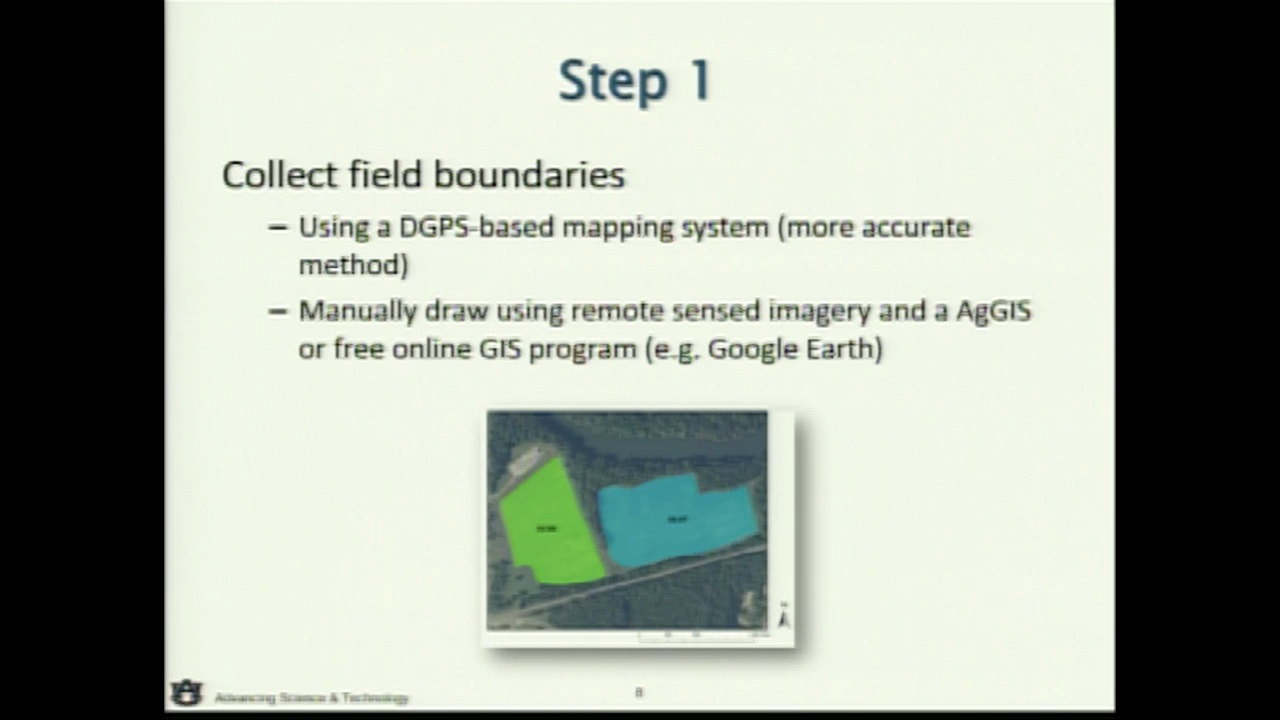 Step 1
Collect field boundaries
– Using a DGPS-based mapping system (more accurate
method)
– Manually draw using remote sensed imagery and a AgGIS
or free online GIS program (e.g. Google Earth)
Advancing Science & Technology
8